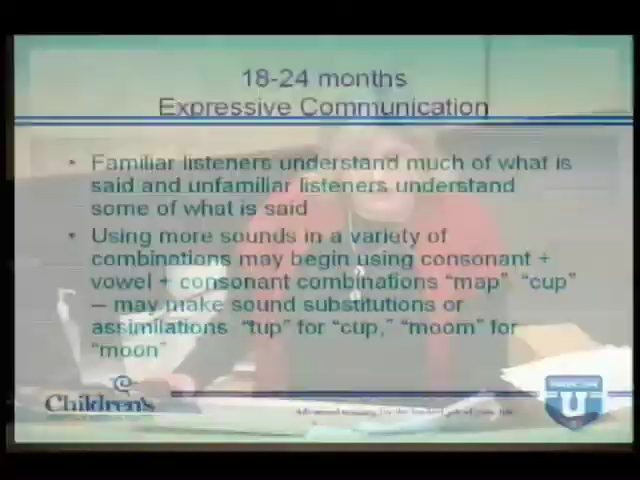 18-24 months
Expressive Communication
• Familiar listeners understand much of what is
said and unfamiliar listeners understand
some of what is said
• Using more sounds in a variety of
combinations may begin using consonant +
vowel + consonant combinations “map” “cup”
– may make sound substitutions or
assimilations “tup” for “cup,” “moom” for
“moon”
Children's
U